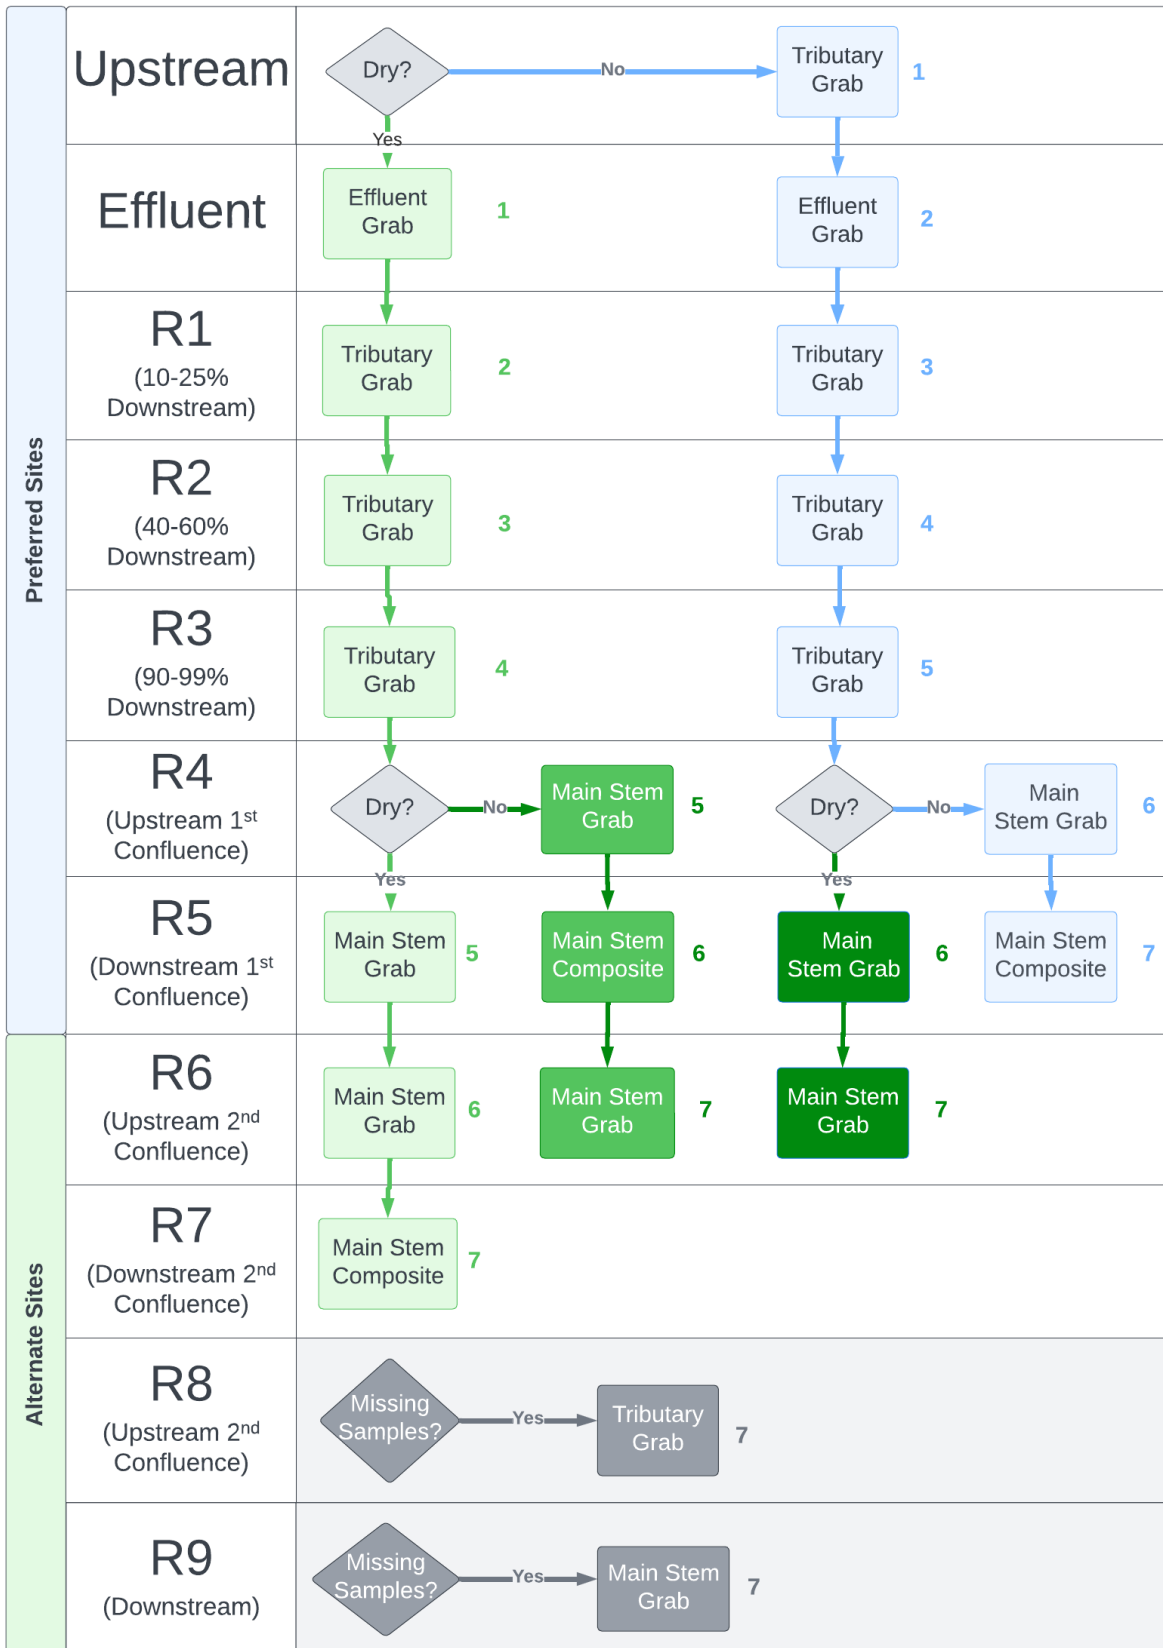 Preferred Sites
Upstream
Dry?
No
Tributary
Grab
1
Yes
Effluent
Effluent
Grab
1
Effluent
Grab
2
R1
(10-25%
Downstream)
Tributary
Grab
2
Tributary
Grab
3
R2
(40-60%
Downstream)
Tributary
Grab
3
Tributary
Grab
4
R3
(90-99%
Downstream)
Tributary
Grab
4
Tributary
Grab
5
R4
(Upstream 1st
Confluence)
Dry?
No
Main Stem
Grab
5
Dry?
No
Main
Stem Grab
6
Yes
Yes
R5
(Downstream 1st
Confluence)
Main Stem
Grab
5
Main Stem
Composite
6
Main
Stem Grab
6
Main Stem
Composite
7
Alternate Sites
R6
(Upstream 2nd
Confluence)
Main Stem
Grab
6
Main Stem
Grab
7
Main Stem
Grab
7
R7
(Downstream 2nd
Confluence)
Main Stem
Composite
7
R8
(Upstream 2nd
Confluence)
Missing
Samples?
Yes
Tributary
Grab
7
R9
(Downstream)
Missing
Samples?
Yes
Main Stem
Grab
7